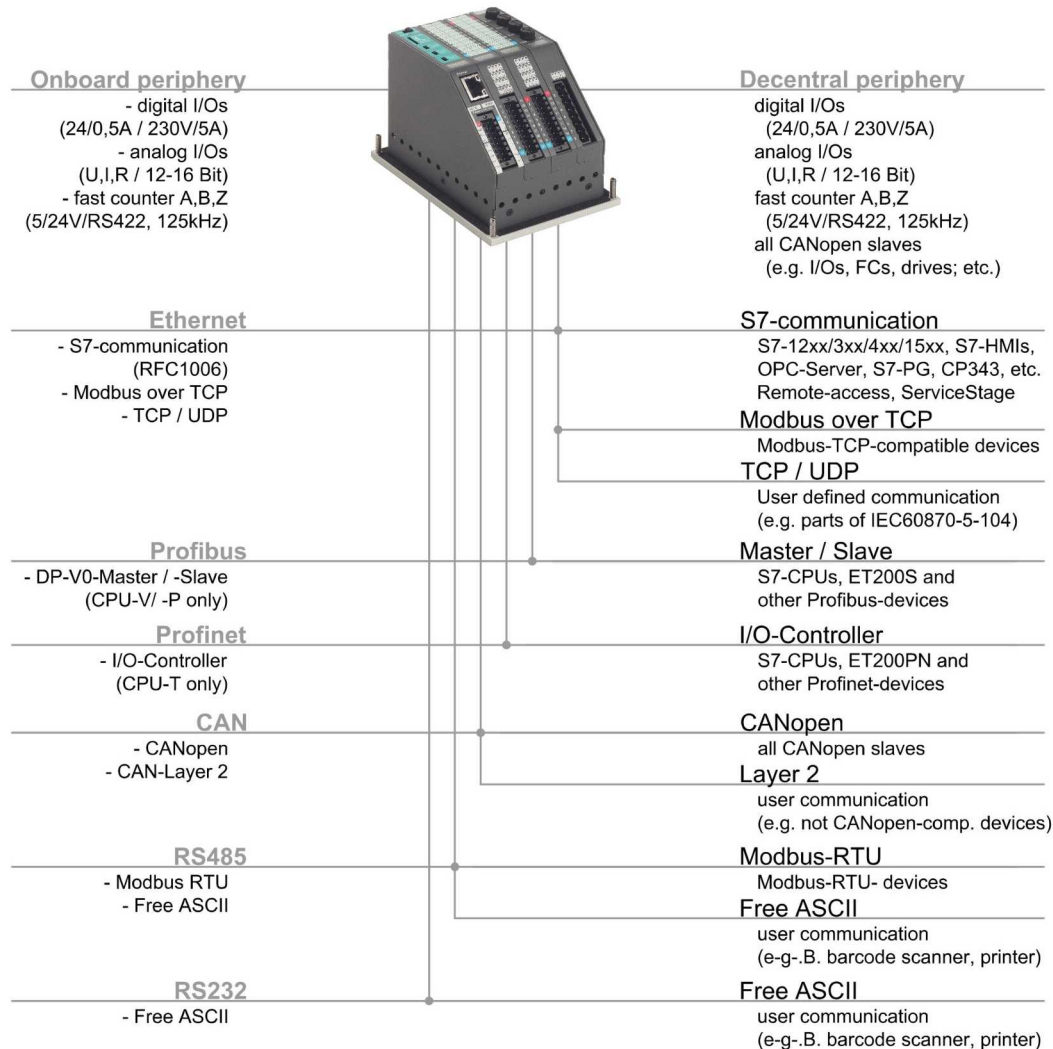 Onboard periphery
- digital I/Os
(24/0,5A / 230V/5A)
- analog I/Os
(U,I,R / 12-16 Bit)
- fast counter A,B,Z
(5/24V/RS422, 125kHz)
Decentral periphery
digital I/Os
(24/0,5A / 230V/5A)
analog I/Os
(U,I,R / 12-16 Bit)
fast counter A,B,Z
(5/24V/RS422, 125kHz)
all CANopen slaves
(e.g. I/Os, FCs, drives; etc.)
Ethernet
- S7-communication
(RFC1006)
- Modbus over TCP
- TCP / UDP
S7-communication
S7-12xx/3xx/4xx/15xx, S7-HMIs,
OPC-Server, S7-PG, CP343, etc.
Remote-access, ServiceStage
Modbus over TCP
Modbus-TCP-compatible devices
TCP / UDP
User defined communication
(e.g. parts of IEC60870-5-104)
Profibus
- DP-V0-Master / -Slave
(CPU-V/ -P only)
Master / Slave
S7-CPUs, ET200S and
other Profibus-devices
Profinet
- I/O-Controller
(CPU-T only)
I/O-Controller
S7-CPUs, ET200PN and
other Profinet-devices
CAN
- CANopen
- CAN-Layer 2
CANopen
all CANopen slaves
Layer 2
user communication
(e.g. not CANopen-comp. devices)
RS485
- Modbus RTU
- Free ASCII
Modbus-RTU
Modbus-RTU- devices
Free ASCII
user communication
(e-g-.B. barcode scanner, printer)
RS232
- Free ASCII
Free ASCII
user communication
(e-g-.B. barcode scanner, printer)